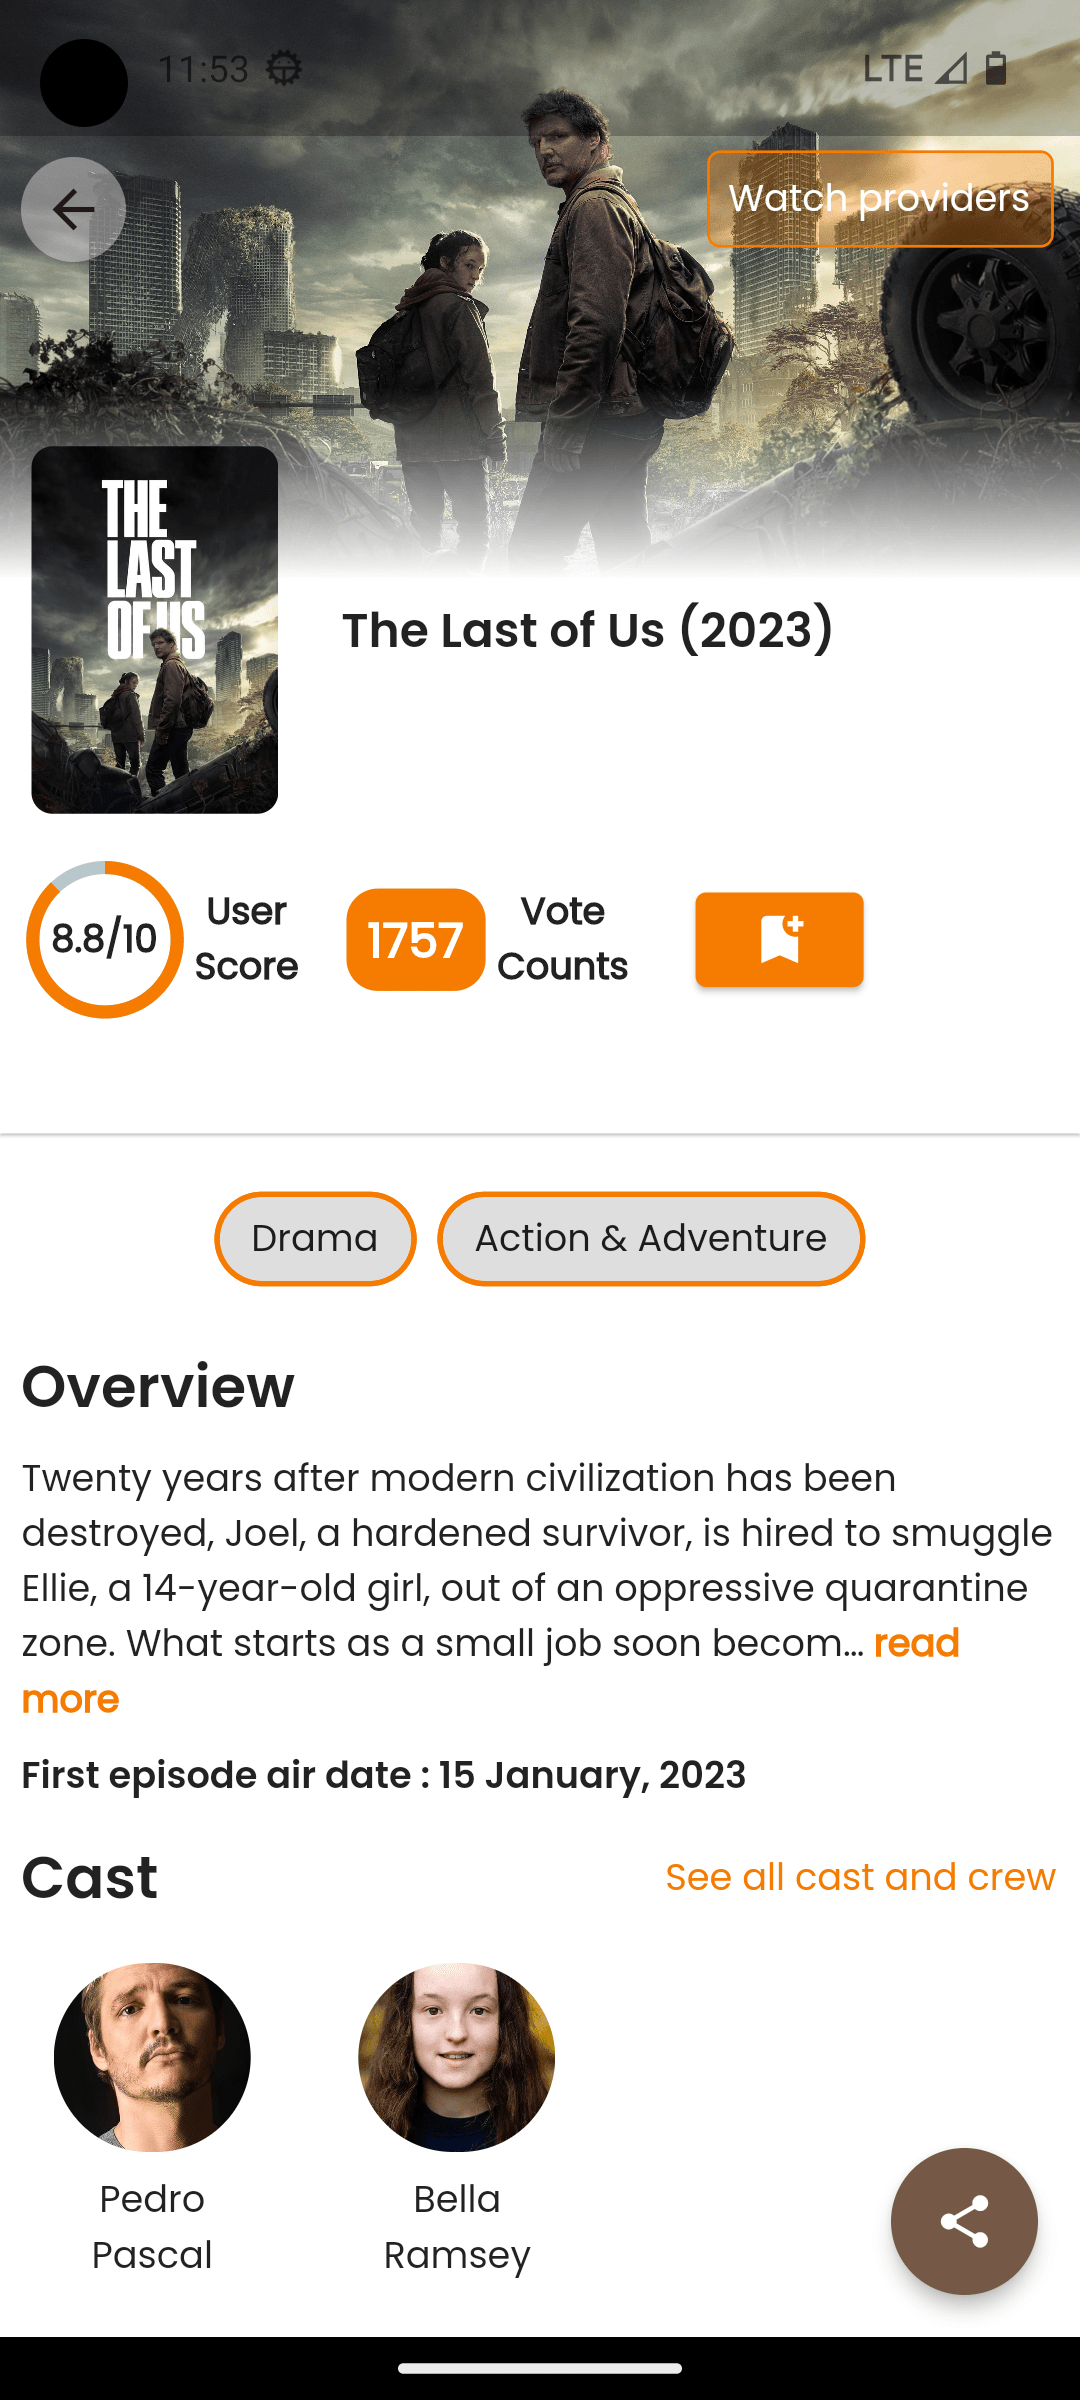 11:53
LTE
Watch providers
THE
LAST
OF US
The Last of Us (2023)
8.8/10
User
Score
1757
Vote
Counts
Drama
Action & Adventure
Overview
Twenty years after modern civilization has been
destroyed, Joel, a hardened survivor, is hired to smuggle
Ellie, a 14-year-old girl, out of an oppressive quarantine
zone. What starts as a small job soon becom... read
more
First episode air date : 15 January, 2023
Cast
See all cast and crew
Pedro
Pascal
Bella
Ramsey